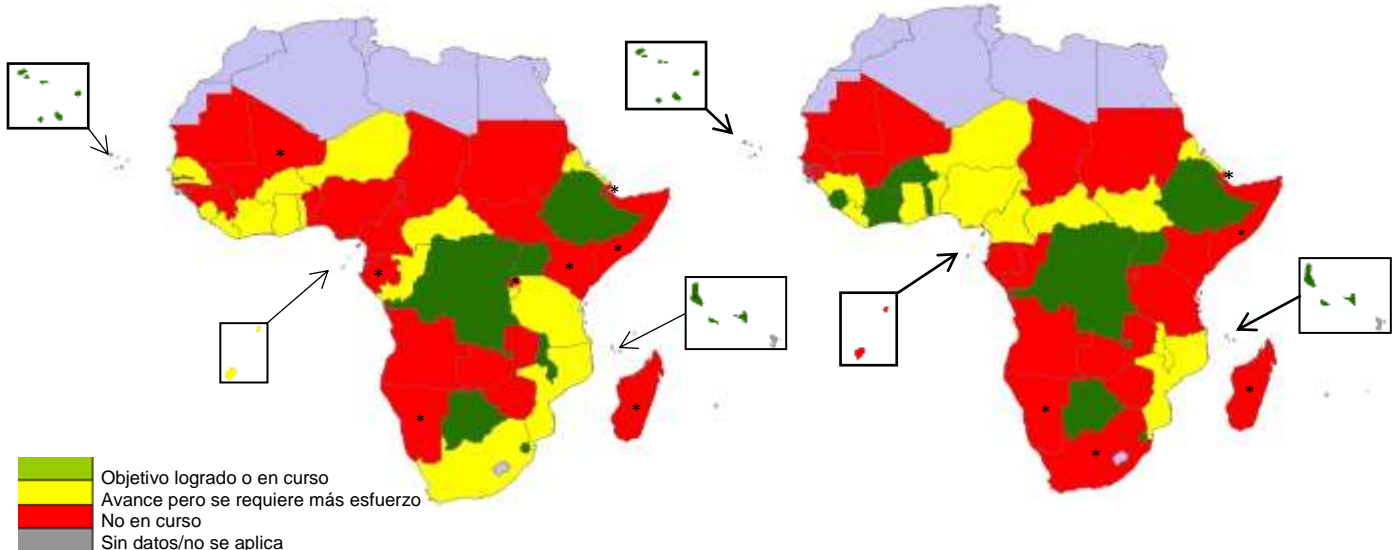 Objetivo logrado o en curso
Avance pero se requiere más esfuerzo
No en curso
Sin datos/no se aplica